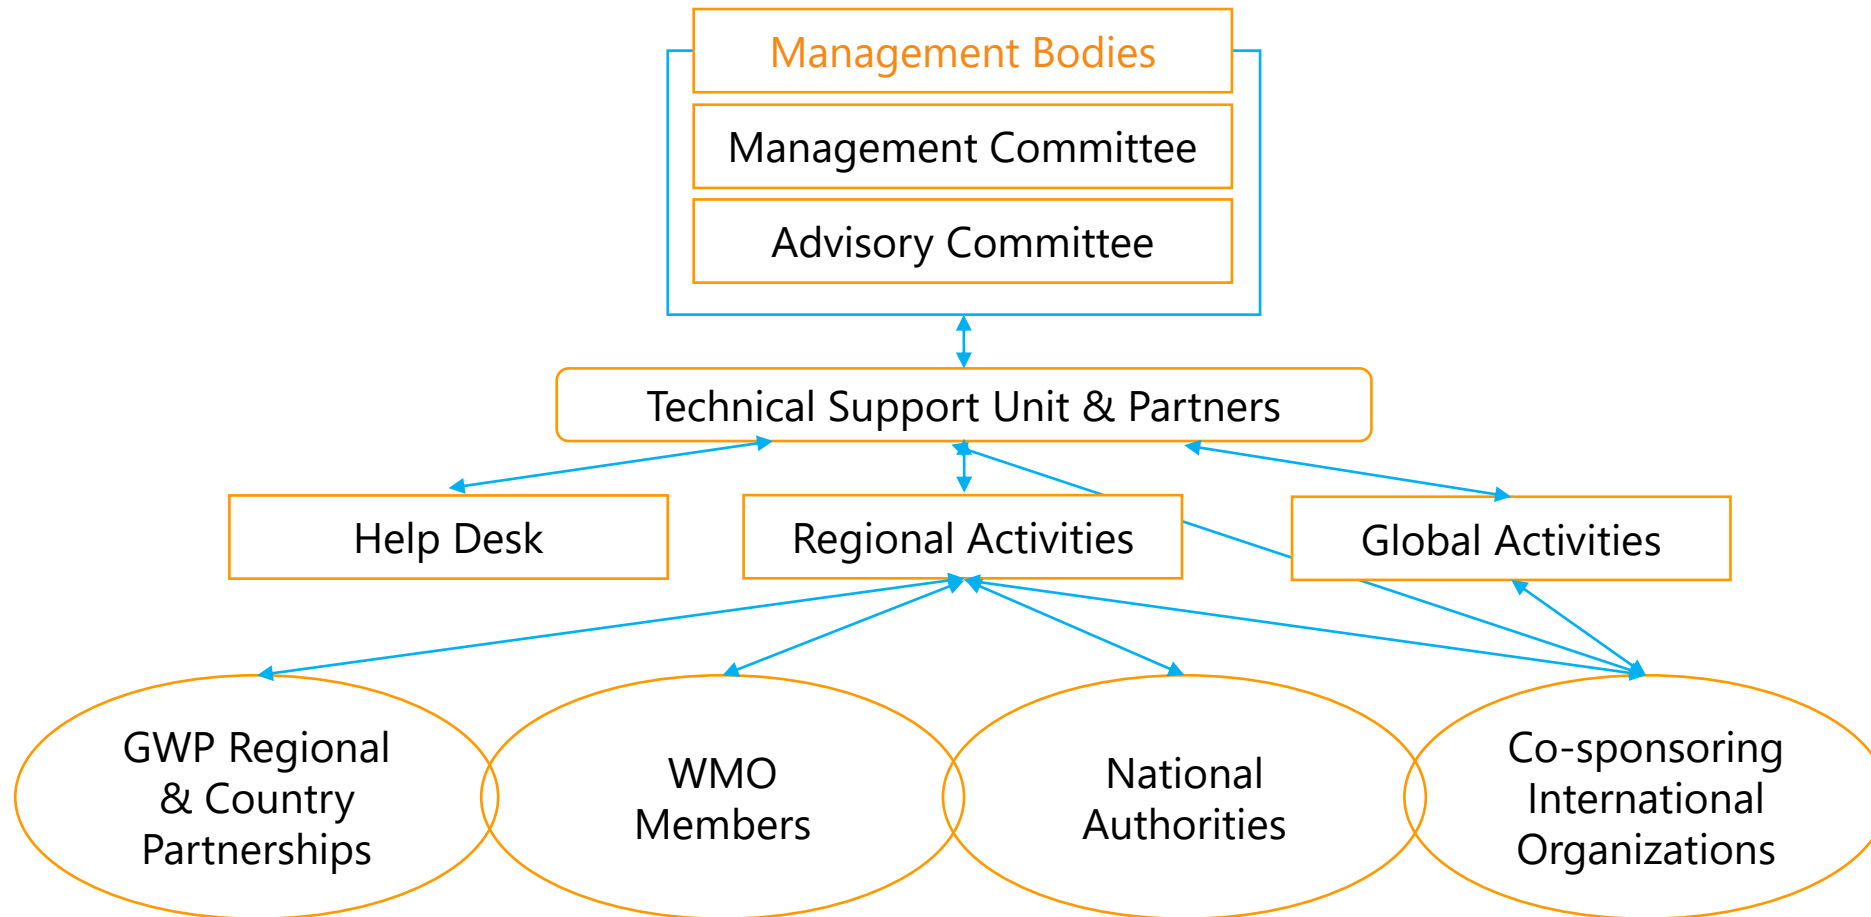 Management Bodies
Management Committee
Advisory Committee
Technical Support Unit & Partners
Help Desk
Regional Activities
Global Activities
GWP Regional
& Country
Partnerships
WMO
Members
National
Authorities
Co-sponsoring
International
Organizations